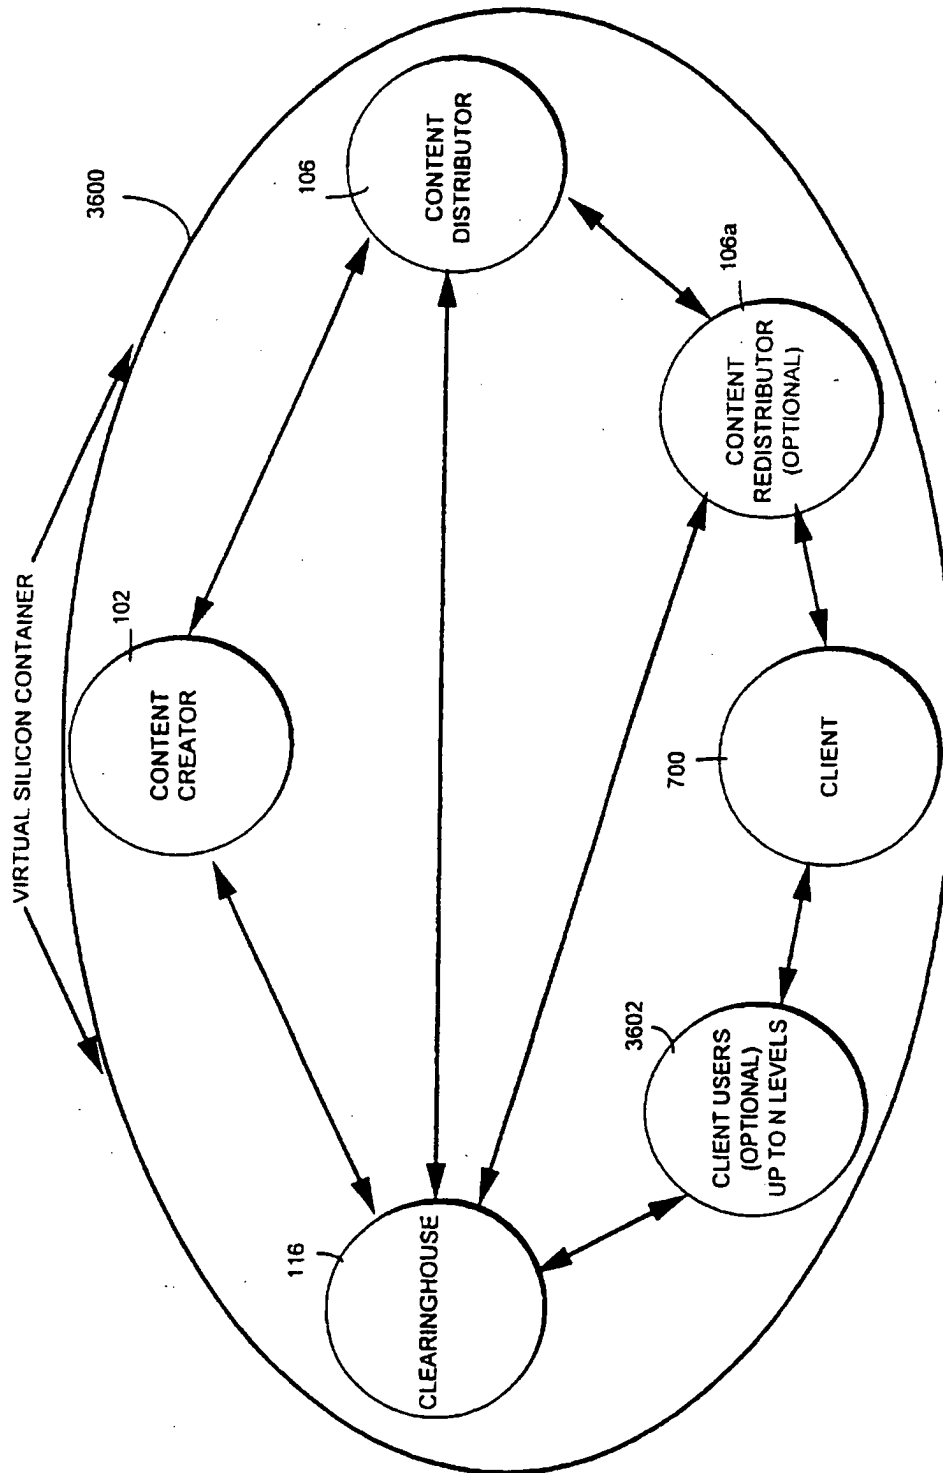 VIRTUAL SILICON CONTAINER
3600
102
CONTENT
CREATOR
116
CLEARINGHOUSE
106
CONTENT
DISTRIBUTOR
3602
CLIENT USERS
(OPTIONAL)
UP TO N LEVELS
700
CLIENT
106a
CONTENT
REDISTRIBUTOR
(OPTIONAL)